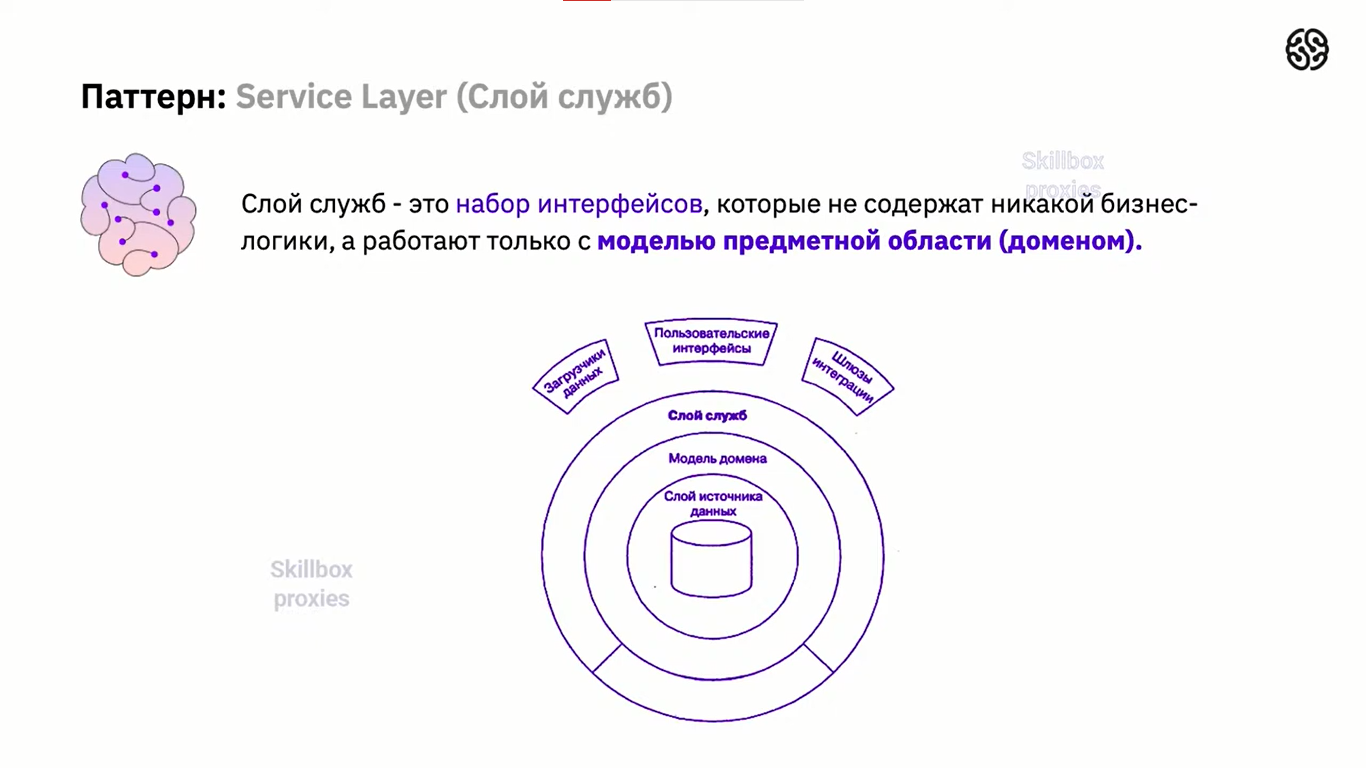 Паттерн: Service Layer (Слой служб)
Skillbox
proxies
Слой служб - это набор интерфейсов, которые не содержат никакой бизнес-
логики, а работают только с моделью предметной области (доменом).
Загрузчики
данных
Пользовательские
интерфейсы
Шлюзы
интеграции
Слой служб
Модель домена
Слой источника
данных
Skillbox
proxies